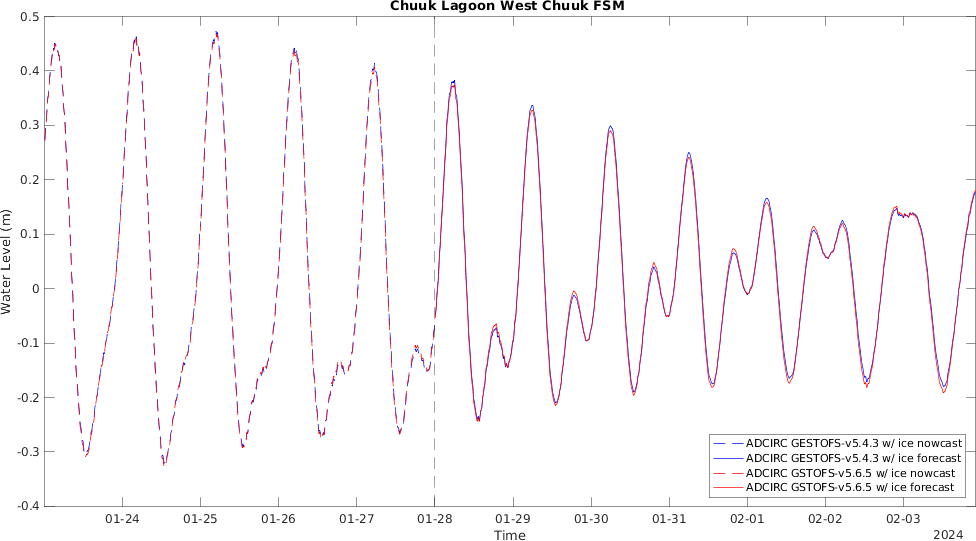 Chuuk Lagoon West Chuuk FSM
0.5
0.4
0.3
0.2
0.1
0
-0.1
-0.2
-0.3
-0.4
Water Level (m)
ADCIRC GESTOFS-v5.4.3 w/ ice nowcast
ADCIRC GESTOFS-v5.4.3 w/ ice forecast
ADCIRC GSTOFS-v5.6.5 w/ ice nowcast
ADCIRC GSTOFS-v5.6.5 w/ ice forecast
01-24 01-25 01-26 01-27 01-28 01-29 01-30 01-31 02-01 02-02 02-03
Time
2024